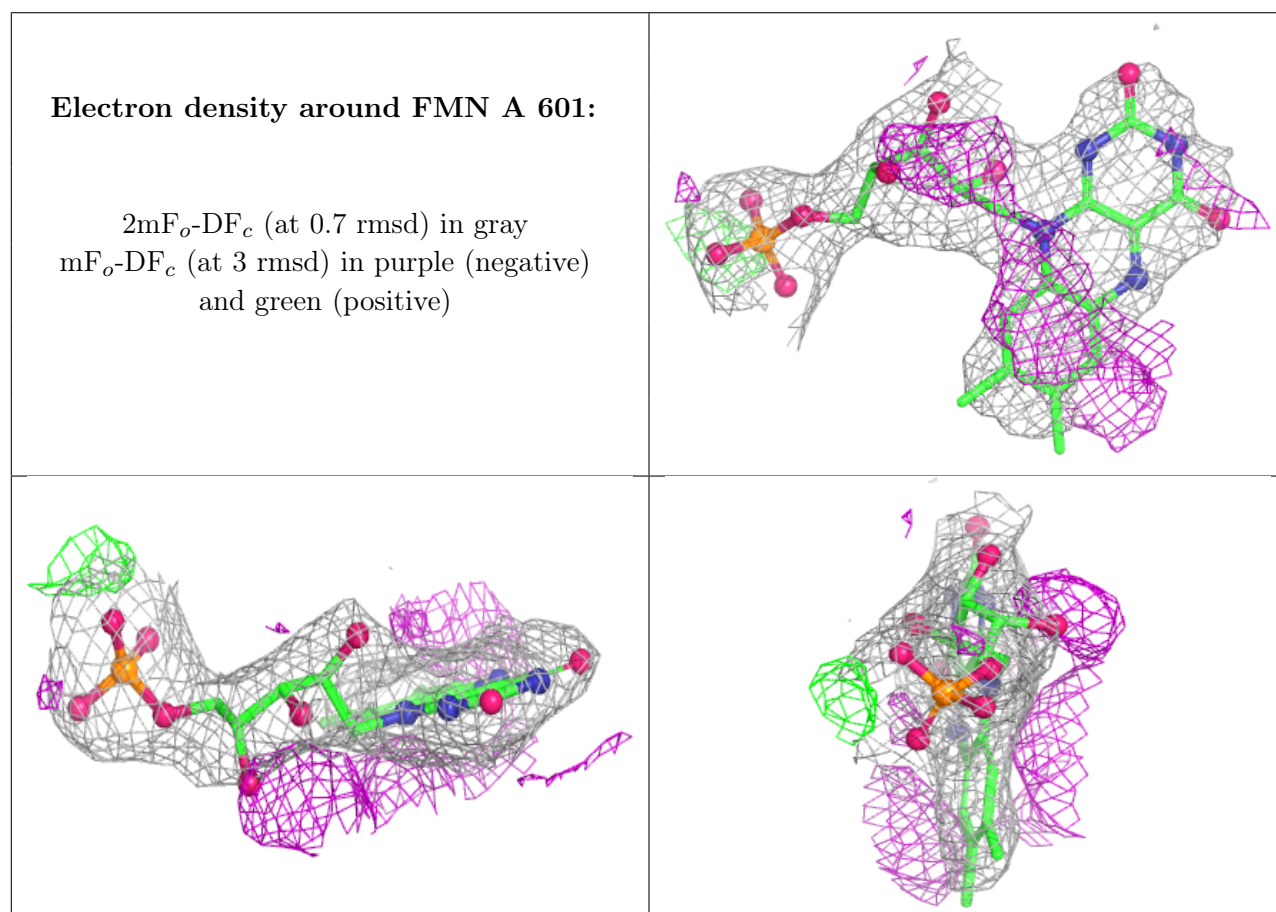 Electron density around FMN A 601:
2mFₒ-DF𝒸 (at 0.7 rmsd) in gray
mFₒ-DF𝒸 (at 3 rmsd) in purple (negative)
and green (positive)